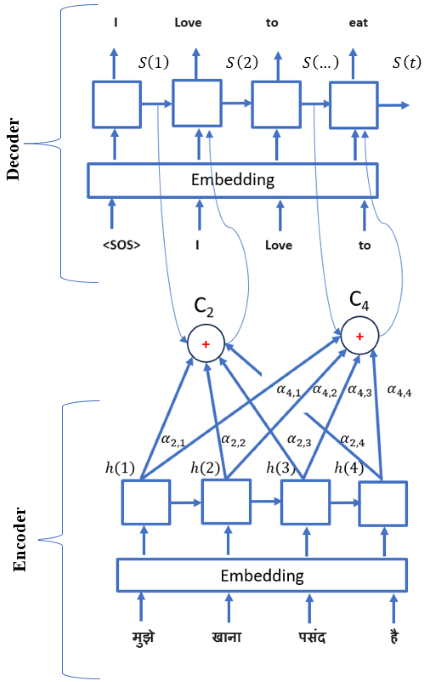 I Love to eat
S(1) S(2) S(...) S(t)
Decoder
Embedding
<SOS> I Love to
C₂ C₄
+ +
α₄,₁ α₄,₂ α₄,₃ α₄,₄
α₂,₁ α₂,₂ α₂,₃ α₂,₄
h(1) h(2) h(3) h(4)
Encoder
Embedding
मुझे खाना पसंद है